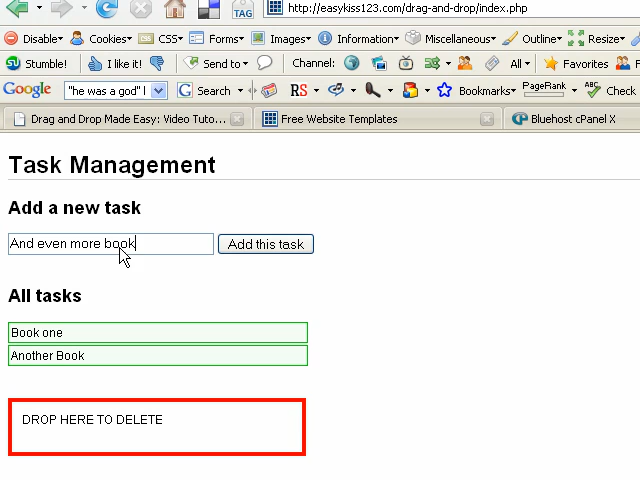 TAG
http://easykiss123.com/drag-and-drop/index.php
Disable▾ Cookies▾ CSS▾ Forms▾ Images▾ Information▾ Miscellaneous▾ Outline▾ Resize▾
Stumble! I like it! Send to▾ Channel: All▾ Favorites
Google "he was a god" l G Search RS Bookmarks▾ PageRank ABC Check
Drag and Drop Made Easy: Video Tuto... Free Website Templates Bluehost cPanel X
Task Management
Add a new task
And even more book Add this task
All tasks
Book one
Another Book
DROP HERE TO DELETE